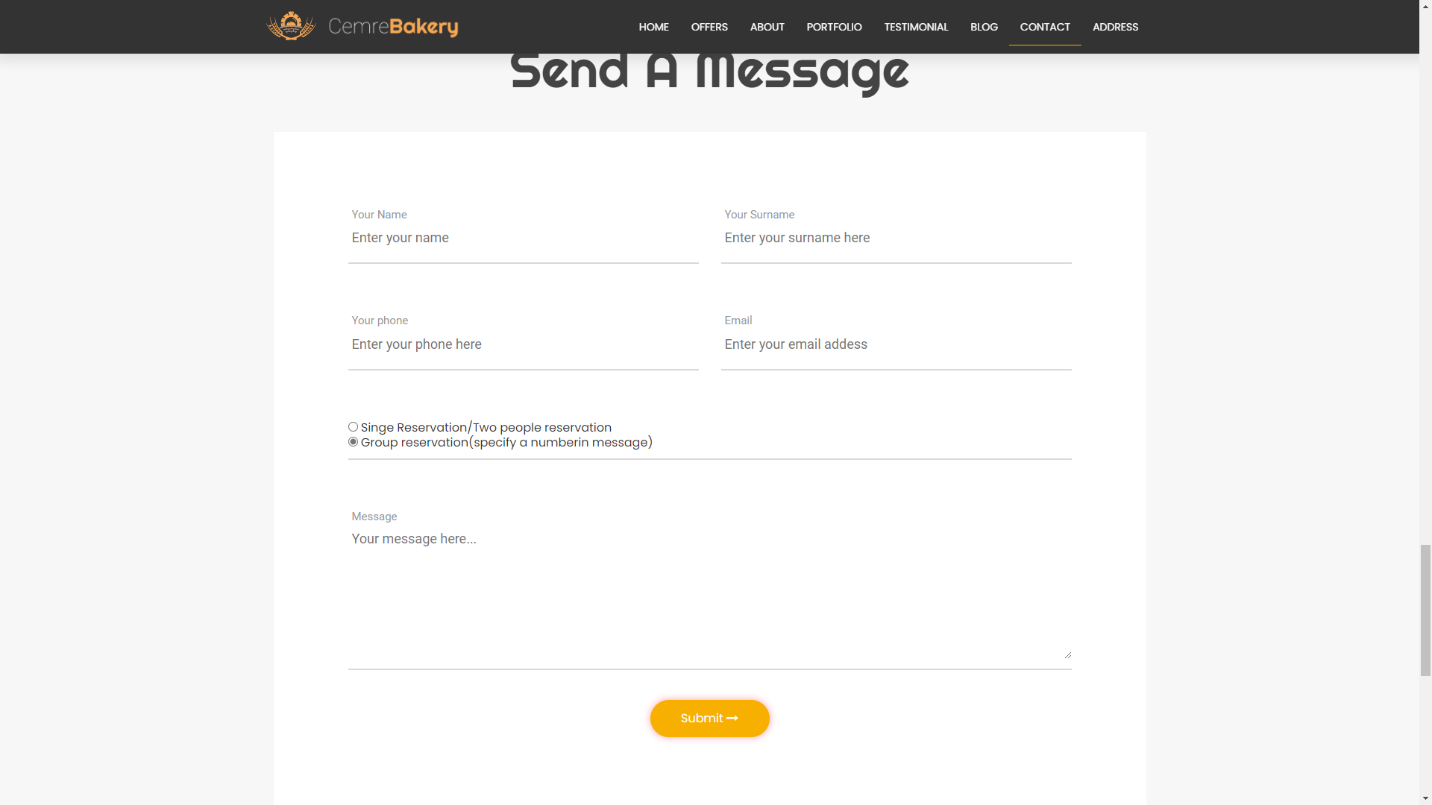 CemreBakery
HOME OFFERS ABOUT PORTFOLIO TESTIMONIAL BLOG CONTACT ADDRESS
Send A Message
Your Name
Enter your name
Your Surname
Enter your surname here
Your phone
Enter your phone here
Email
Enter your email addess
Singe Reservation/Two people reservation
Group reservation(specify a numberin message)
Message
Your message here...
Submit